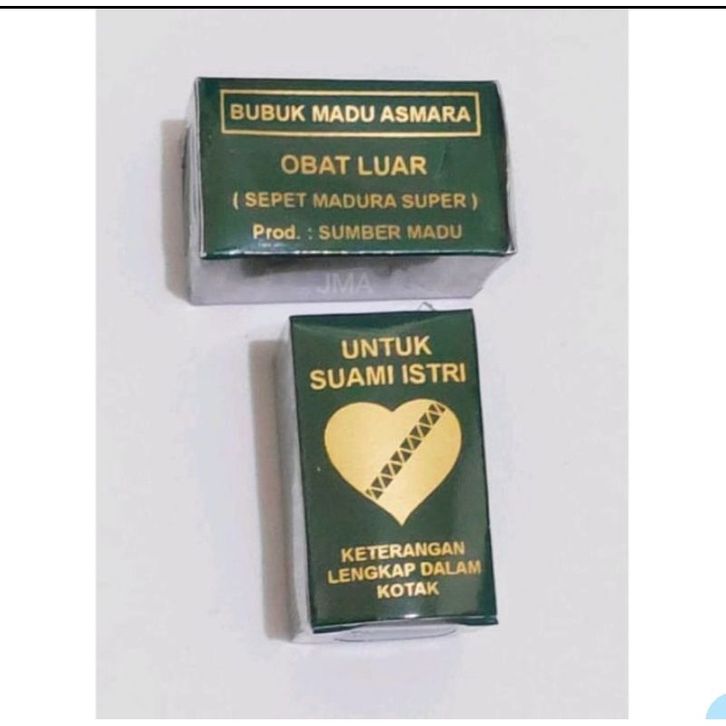 BUBUK MADU ASMARA
OBAT LUAR
( SEPET MADURA SUPER )
Prod. : SUMBER MADU
JMA
UNTUK
SUAMI ISTRI
KETERANGAN
LENGKAP DALAM
KOTAK